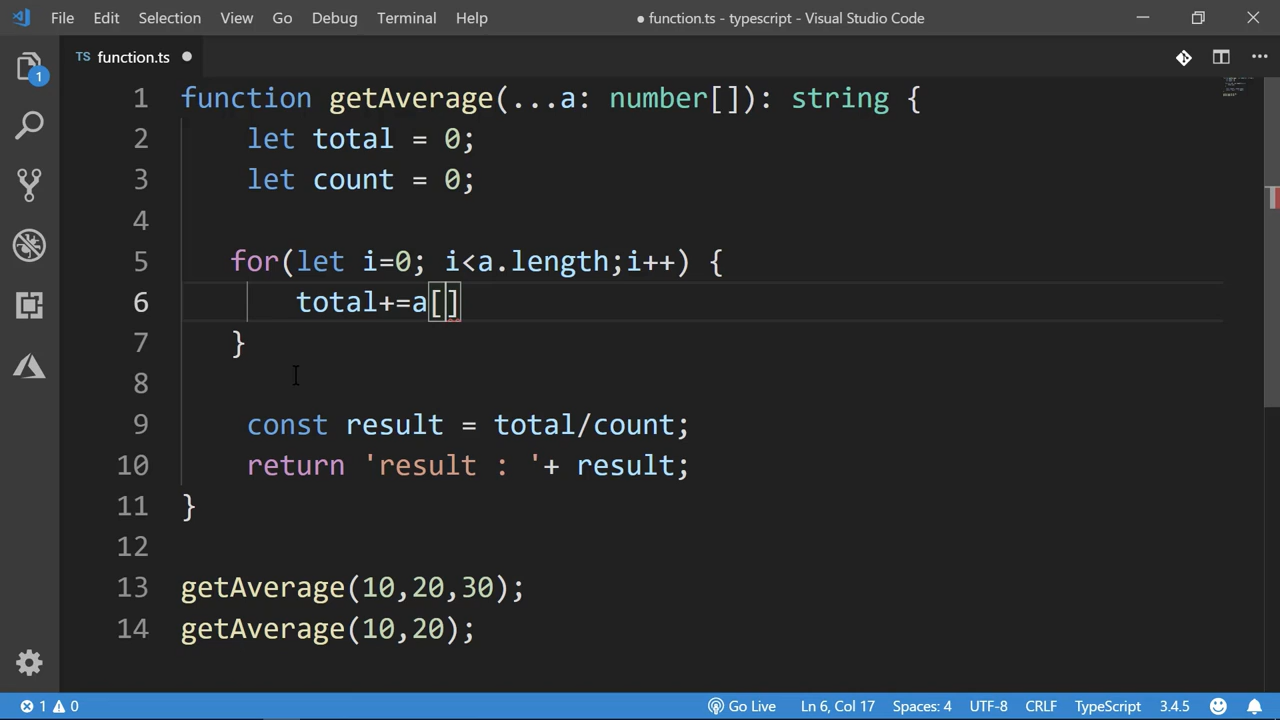 File Edit Selection View Go Debug Terminal Help ● function.ts - typescript - Visual Studio Code
TS function.ts ●
1 function getAverage(...a: number[]): string {
2 let total = 0;
3 let count = 0;
4
5 for(let i=0; i<a.length;i++) {
6 total+=a[]
7 }
8
9 const result = total/count;
10 return 'result : '+ result;
11 }
12
13 getAverage(10,20,30);
14 getAverage(10,20);
1
1 0 Go Live Ln 6, Col 17 Spaces: 4 UTF-8 CRLF TypeScript 3.4.5